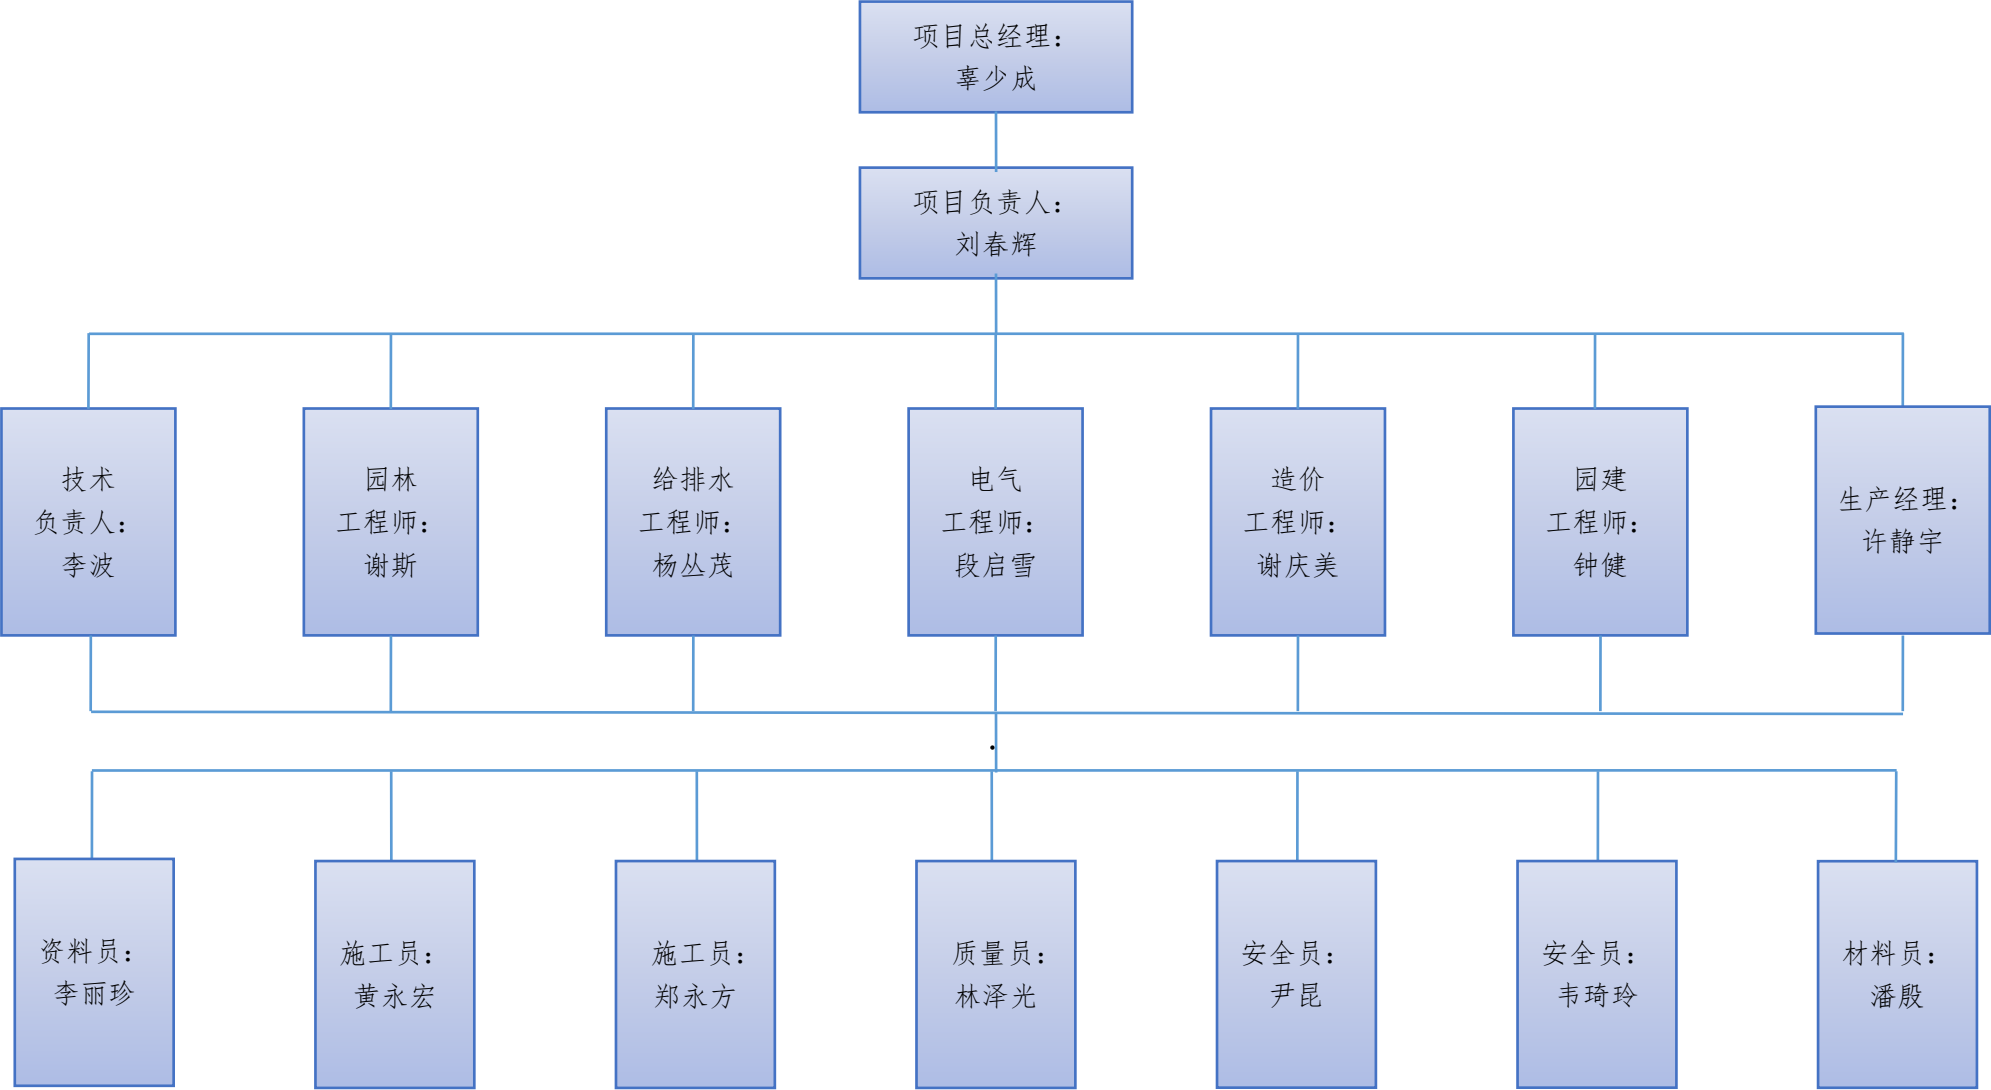 项目总经理：
辜少成
项目负责人：
刘春辉
技术
负责人：
李波
园林
工程师：
谢斯
给排水
工程师：
杨丛茂
电气
工程师：
段启雪
造价
工程师：
谢庆美
园建
工程师：
钟健
生产经理：
许静宇
资料员：
李丽珍
施工员：
黄永宏
施工员：
郑永方
质量员：
林泽光
安全员：
尹昆
安全员：
韦琦玲
材料员：
潘殷